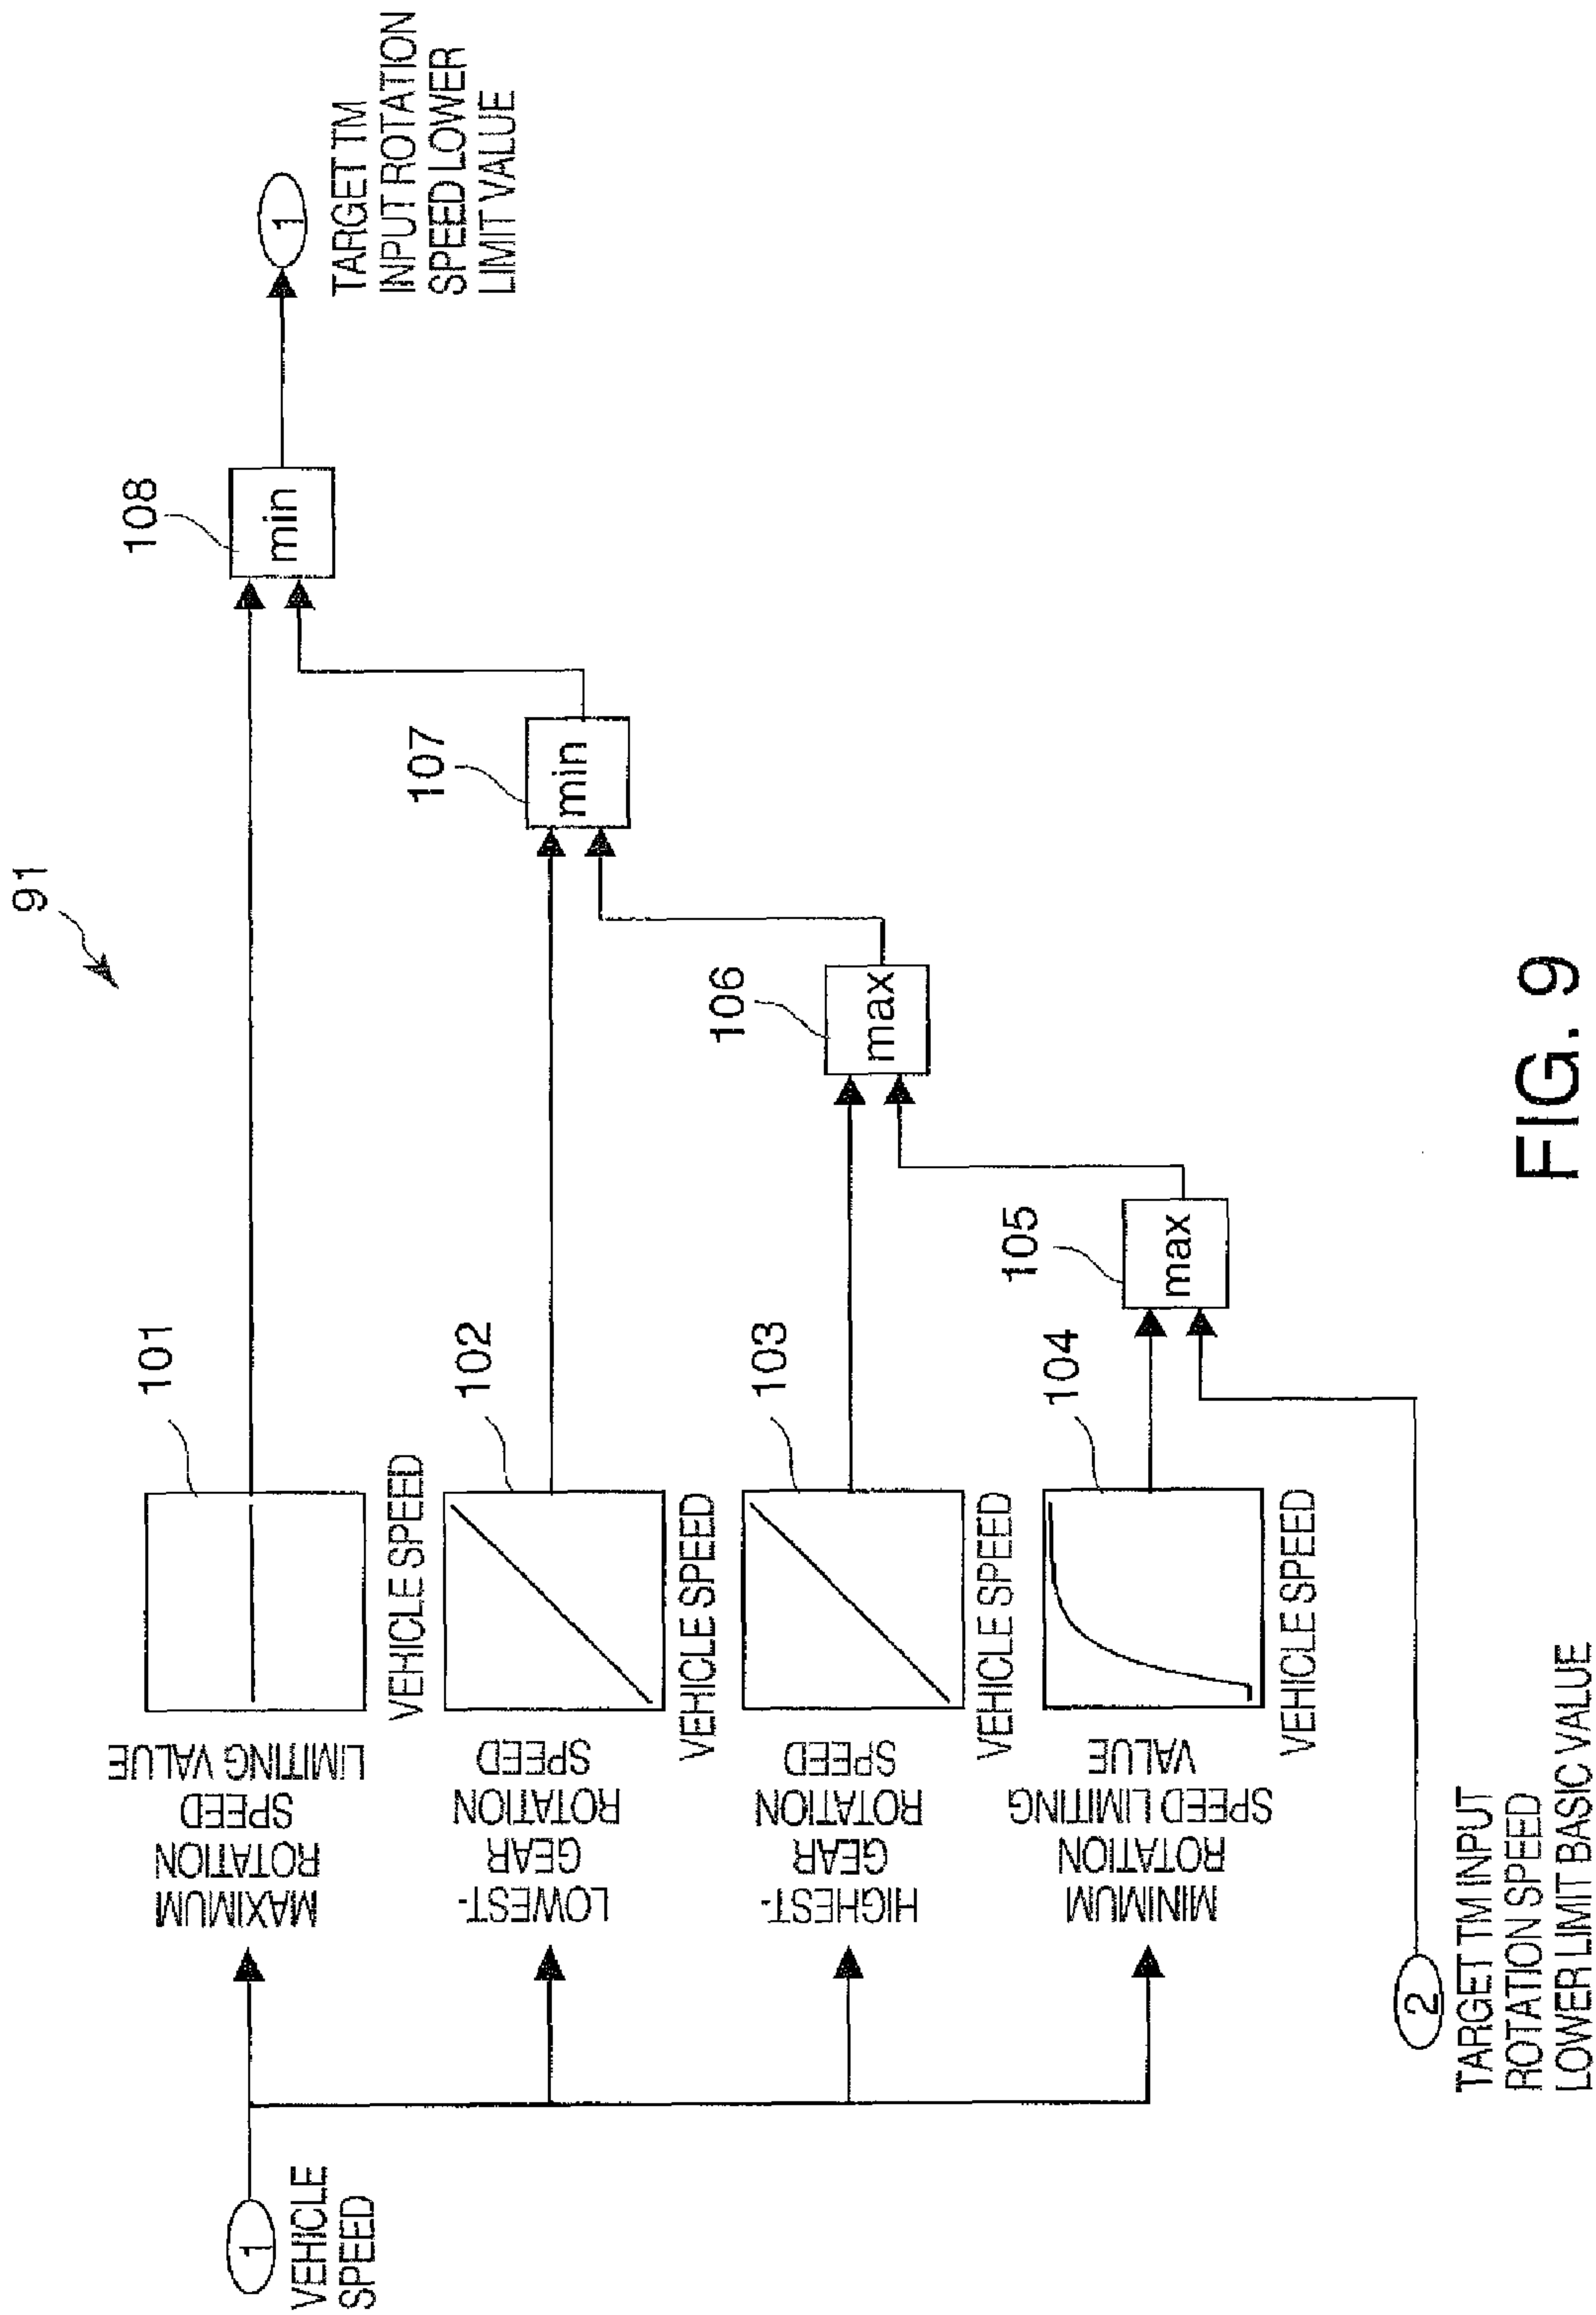 91
1
VEHICLE
SPEED
MAXIMUM
ROTATION
SPEED
LIMITING VALUE
101
VEHICLE SPEED
LOWEST-
GEAR
ROTATION
SPEED
102
VEHICLE SPEED
HIGHEST-
GEAR
ROTATION
SPEED
103
VEHICLE SPEED
MINIMUM
ROTATION
SPEED LIMITING
VALUE
104
VEHICLE SPEED
2
TARGET TM INPUT
ROTATION SPEED
LOWER LIMIT BASIC VALUE
105
max
106
max
107
min
108
min
1
TARGET TM
INPUT ROTATION
SPEED LOWER
LIMIT VALUE
FIG. 9